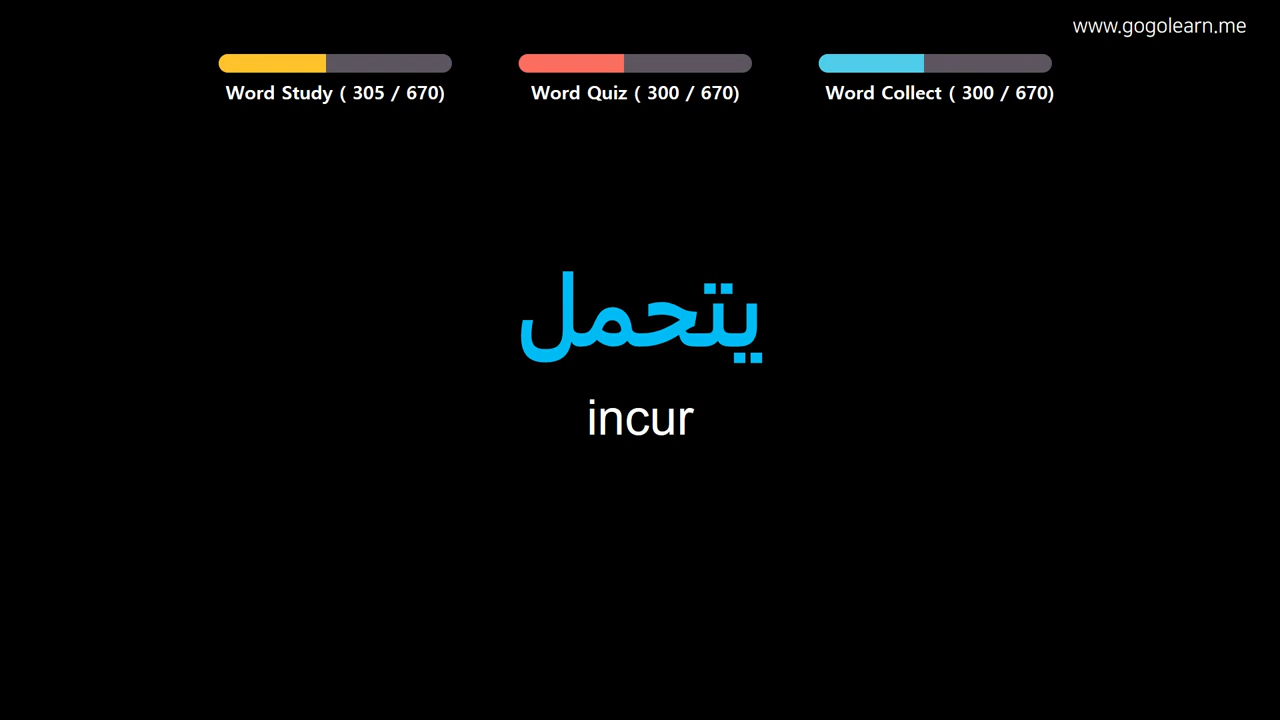 www.gogolearn.me
Word Study ( 305 / 670)
Word Quiz ( 300 / 670)
Word Collect ( 300 / 670)
يتحمل
incur